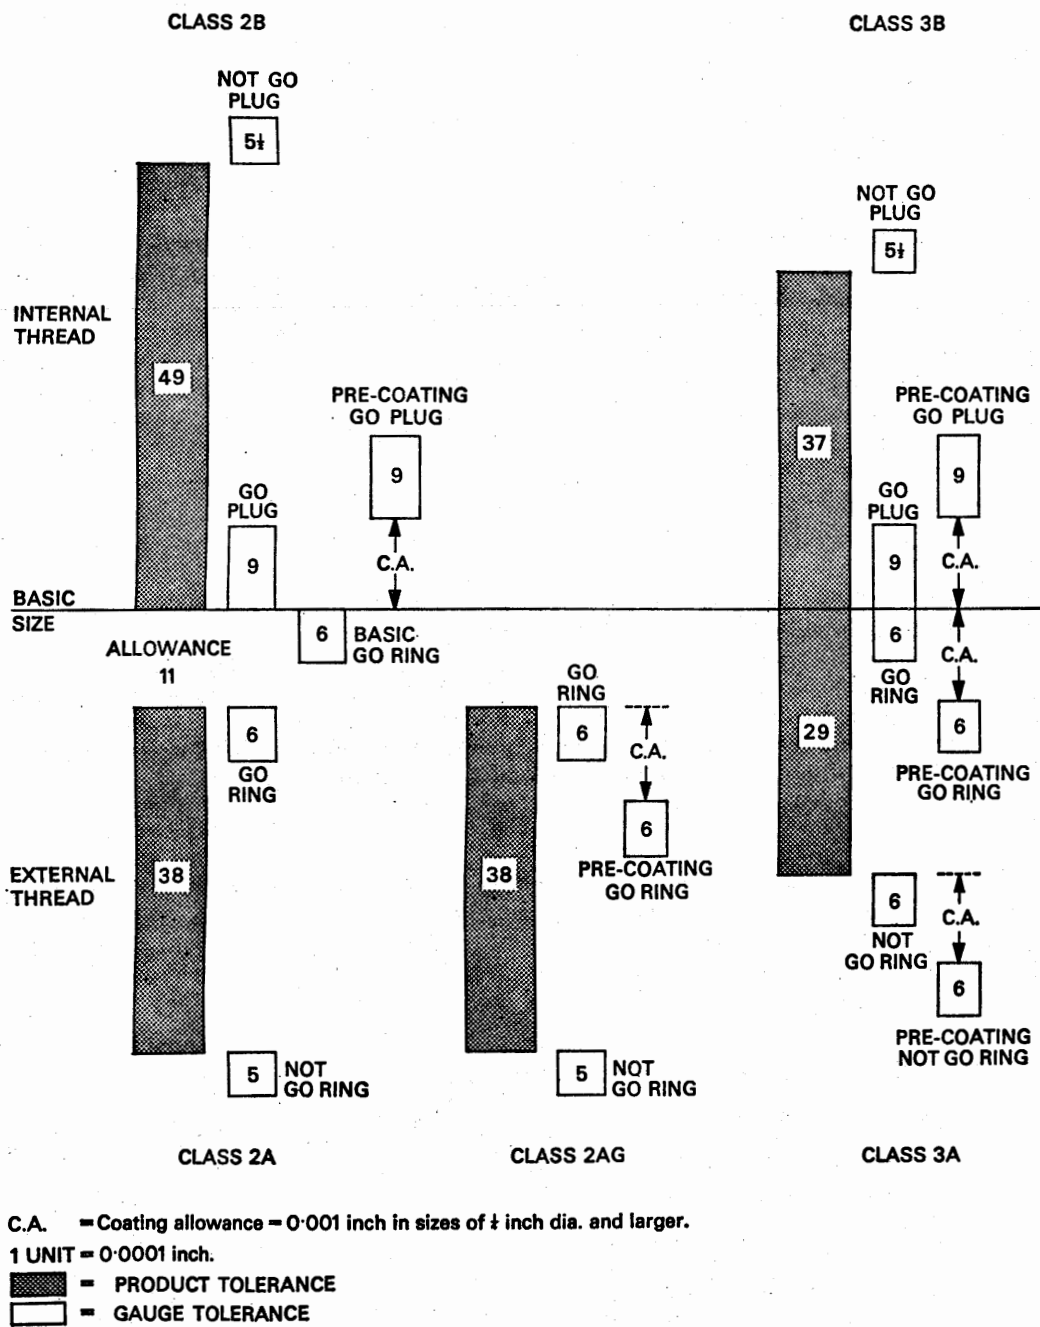 CLASS 2B
CLASS 3B
NOT GO
PLUG
5½
NOT GO
PLUG
5½
INTERNAL
THREAD
49
PRE-COATING
GO PLUG
9
C.A.
GO
PLUG
9
37
PRE-COATING
GO PLUG
9
C.A.
GO
PLUG
9
BASIC
SIZE
6
BASIC
GO RING
ALLOWANCE
11
6
GO
RING
C.A.
6
PRE-COATING
GO RING
29
6
GO
RING
GO
RING
6
C.A.
6
PRE-COATING
GO RING
EXTERNAL
THREAD
38
38
6
NOT
GO RING
C.A.
6
PRE-COATING
NOT GO RING
5
NOT
GO RING
5
NOT
GO RING
CLASS 2A
CLASS 2AG
CLASS 3A
C.A. = Coating allowance = 0·001 inch in sizes of inch dia. and larger.
1 UNIT = 0·0001 inch.
= PRODUCT TOLERANCE
= GAUGE TOLERANCE